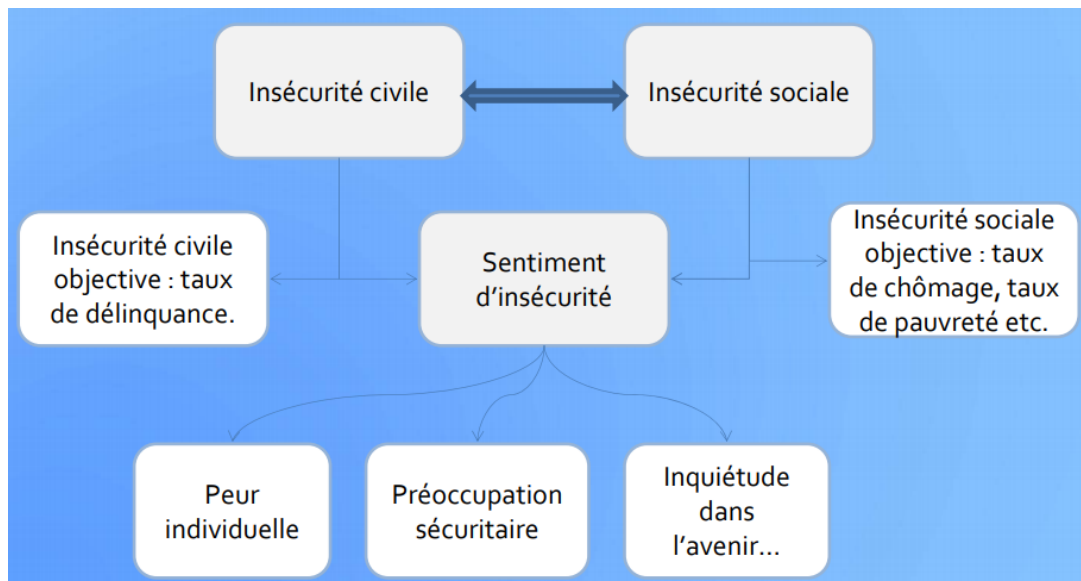 Insécurité civile
Insécurité sociale
Insécurité civile
objective : taux
de délinquance.
Sentiment
d’insécurité
Insécurité sociale
objective : taux
de chômage, taux
de pauvreté etc.
Peur
individuelle
Préoccupation
sécuritaire
Inquiétude
dans
l’avenir…